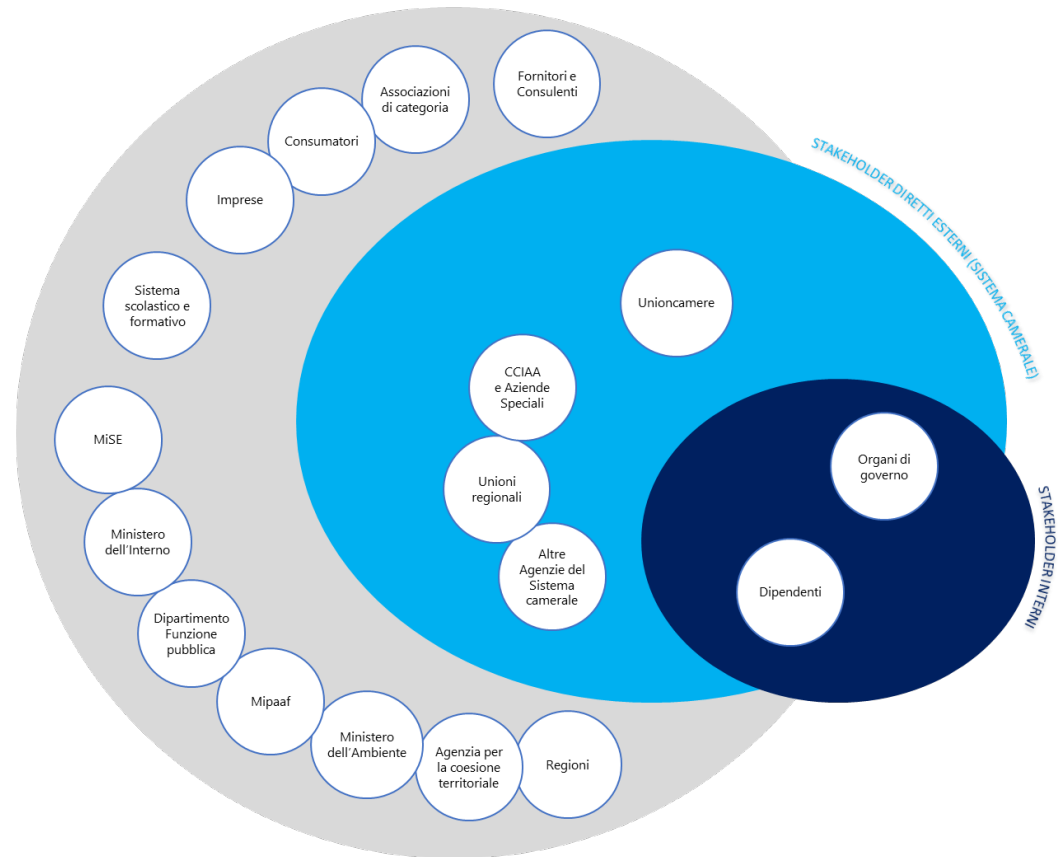 Fornitori e
Consulenti
Associazioni
di categoria
Consumatori
Imprese
Sistema
scolastico e
formativo
MiSE
Ministero
dell'Interno
Dipartimento
Funzione
pubblica
Mipaaf
Ministero
dell'Ambiente
Agenzia per
la coesione
territoriale
Regioni
STAKEHOLDER DIRETTI ESTERNI (SISTEMA CAMERALE)
Unioncamere
CCIAA
e Aziende
Speciali
Unioni
regionali
Altre
Agenzie del
Sistema
camerale
STAKEHOLDER INTERNI
Organi di
governo
Dipendenti